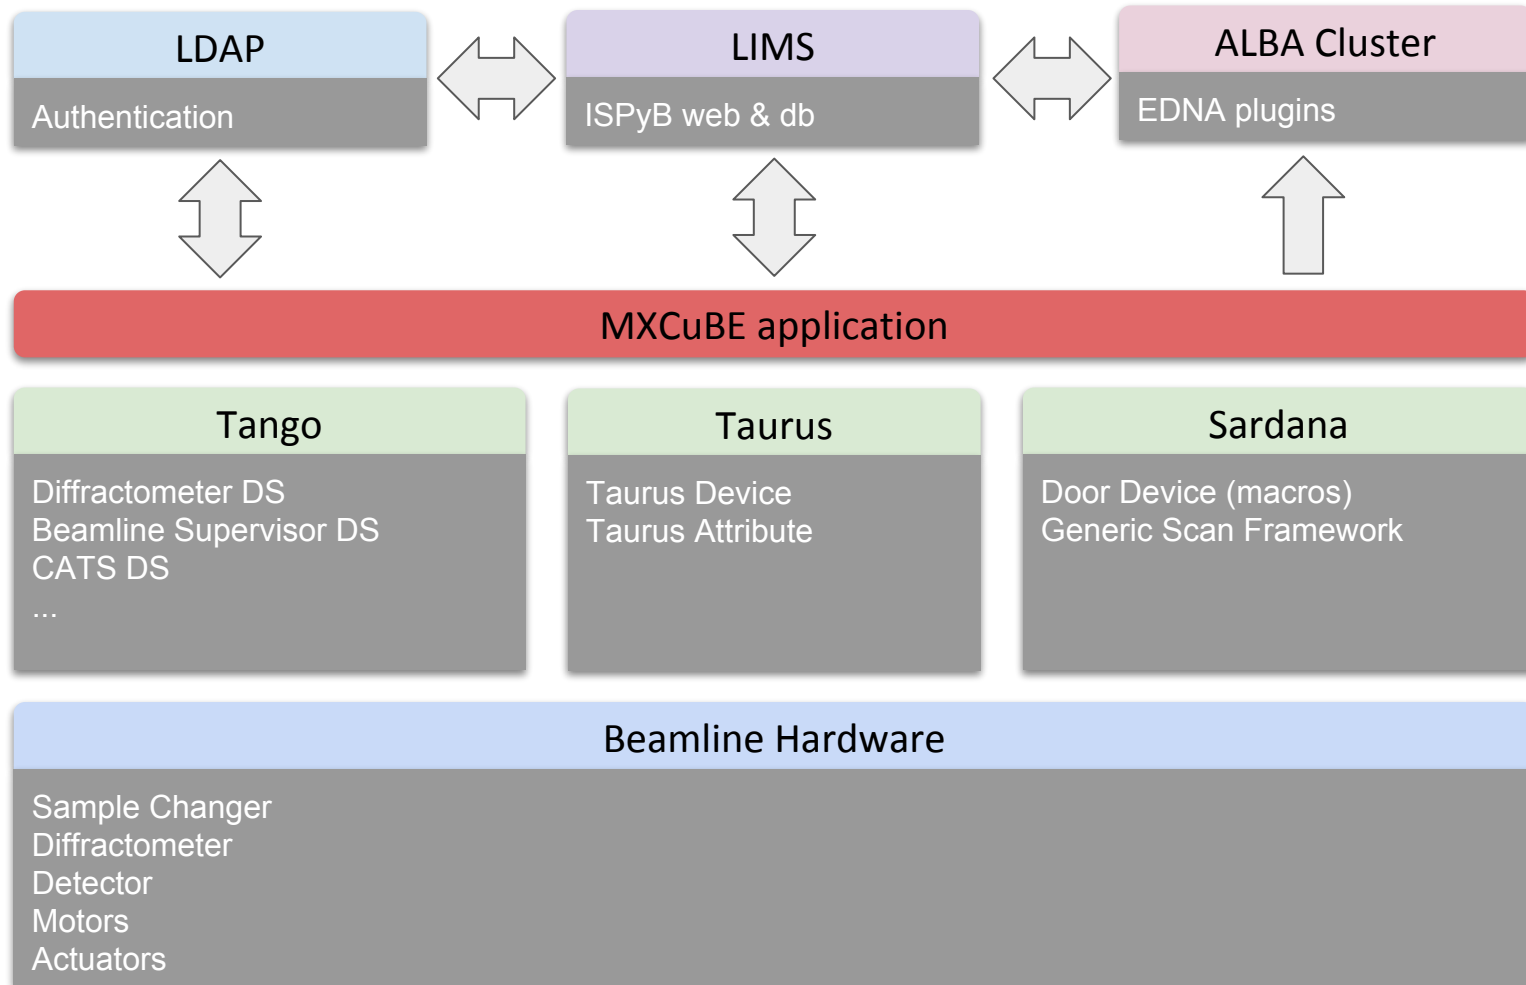 LDAP
Authentication
LIMS
ISPyB web & db
ALBA Cluster
EDNA plugins
MXCuBE application
Tango
Diffractometer DS
Beamline Supervisor DS
CATS DS
...
Taurus
Taurus Device
Taurus Attribute
Sardana
Door Device (macros)
Generic Scan Framework
Beamline Hardware
Sample Changer
Diffractometer
Detector
Motors
Actuators